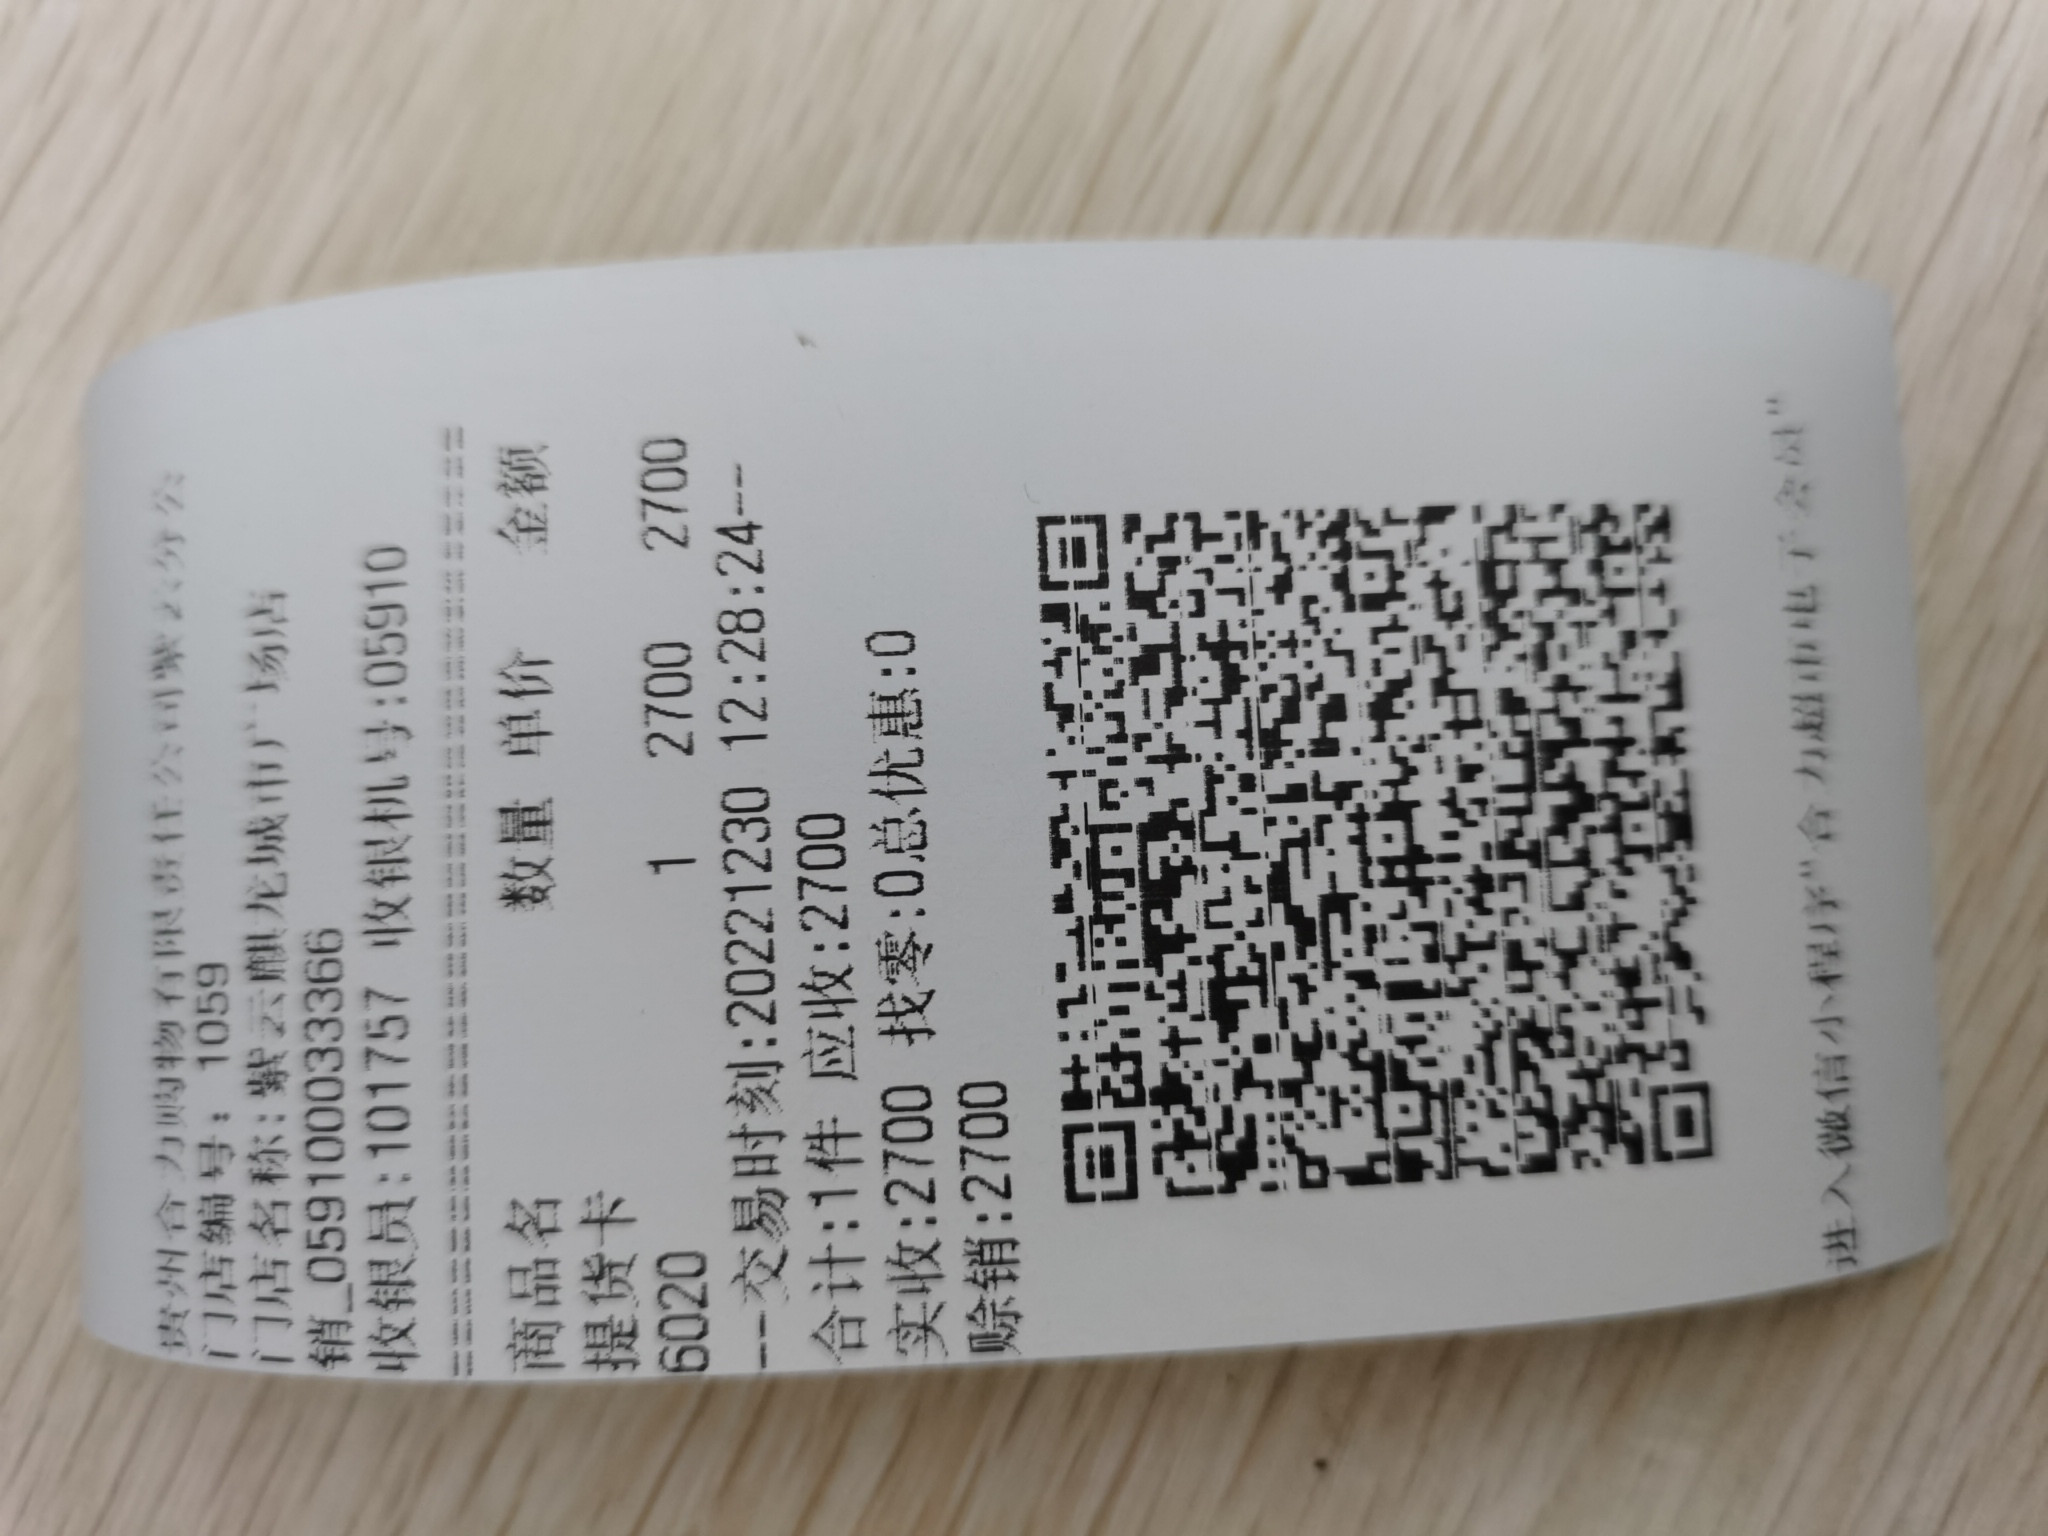 贵州合力购物有限责任公司紫云分公
门店编号: 1059
门店名称:紫云麒龙城市广场店
销_0591000033366
收银员:101757 收银机号:05910
商品名 数量 单价 金额
提货卡
6020 1 2700 2700
--交易时刻:20221230 12:28:24---
合计:1件 应收:2700
实收:2700 找零:0总优惠:0
赊销:2700
进入微信小程序"合力超市电子会员"